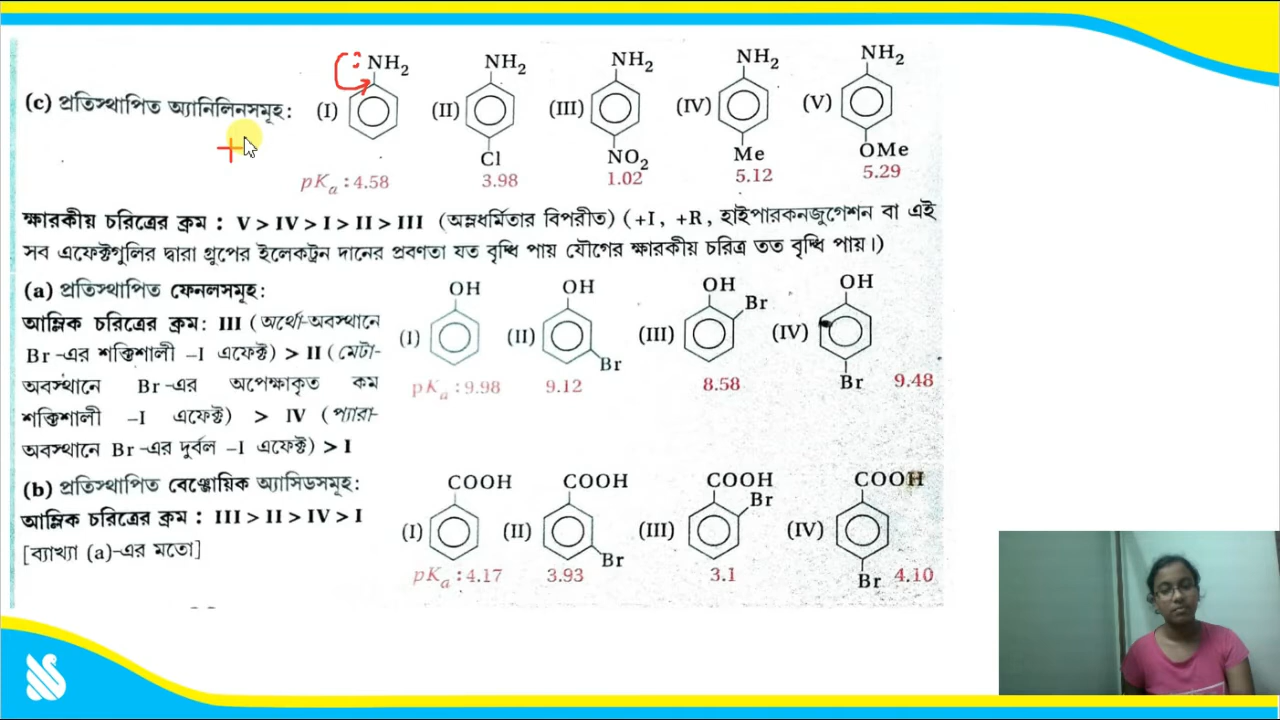 (c) প্রতিস্থাপিত অ্যানিলিনসমূহ: (I) NH2 (II) NH2 (III) NH2 (IV) NH2 (V) NH2
Cl NO2 Me OMe
pKa : 4.58 3.98 1.02 5.12 5.29
ক্ষারকীয় চরিত্রের ক্রম : V > IV > I > II > III (অম্লধর্মিতার বিপরীত) (+I, +R, হাইপারকনজুগেশন বা এই
সব এফেক্টগুলির দ্বারা গ্রুপের ইলেকট্রন দানের প্রবণতা যত বৃদ্ধি পায় যৌগের ক্ষারকীয় চরিত্র তত বৃদ্ধি পায়।)
(a) প্রতিস্থাপিত ফেনলসমূহ:
আম্লিক চরিত্রের ক্রম: III (অর্থো-অবস্থানে
Br-এর শক্তিশালী –I এফেক্ট) > II (মেটা-
অবস্থানে Br-এর অপেক্ষাকৃত কম
শক্তিশালী –I এফেক্ট) > IV (প্যারা-
অবস্থানে Br-এর দুর্বল –I এফেক্ট) > I
(I) OH (II) OH Br (III) OH Br (IV) OH Br
pKa : 9.98 9.12 8.58 9.48
(b) প্রতিস্থাপিত বেঞ্জোয়িক অ্যাসিডসমূহ:
আম্লিক চরিত্রের ক্রম : III > II > IV > I
[ব্যাখ্যা (a)-এর মতো]
(I) COOH (II) COOH Br (III) COOH Br (IV) COOH Br
pKa : 4.17 3.93 3.1 4.10